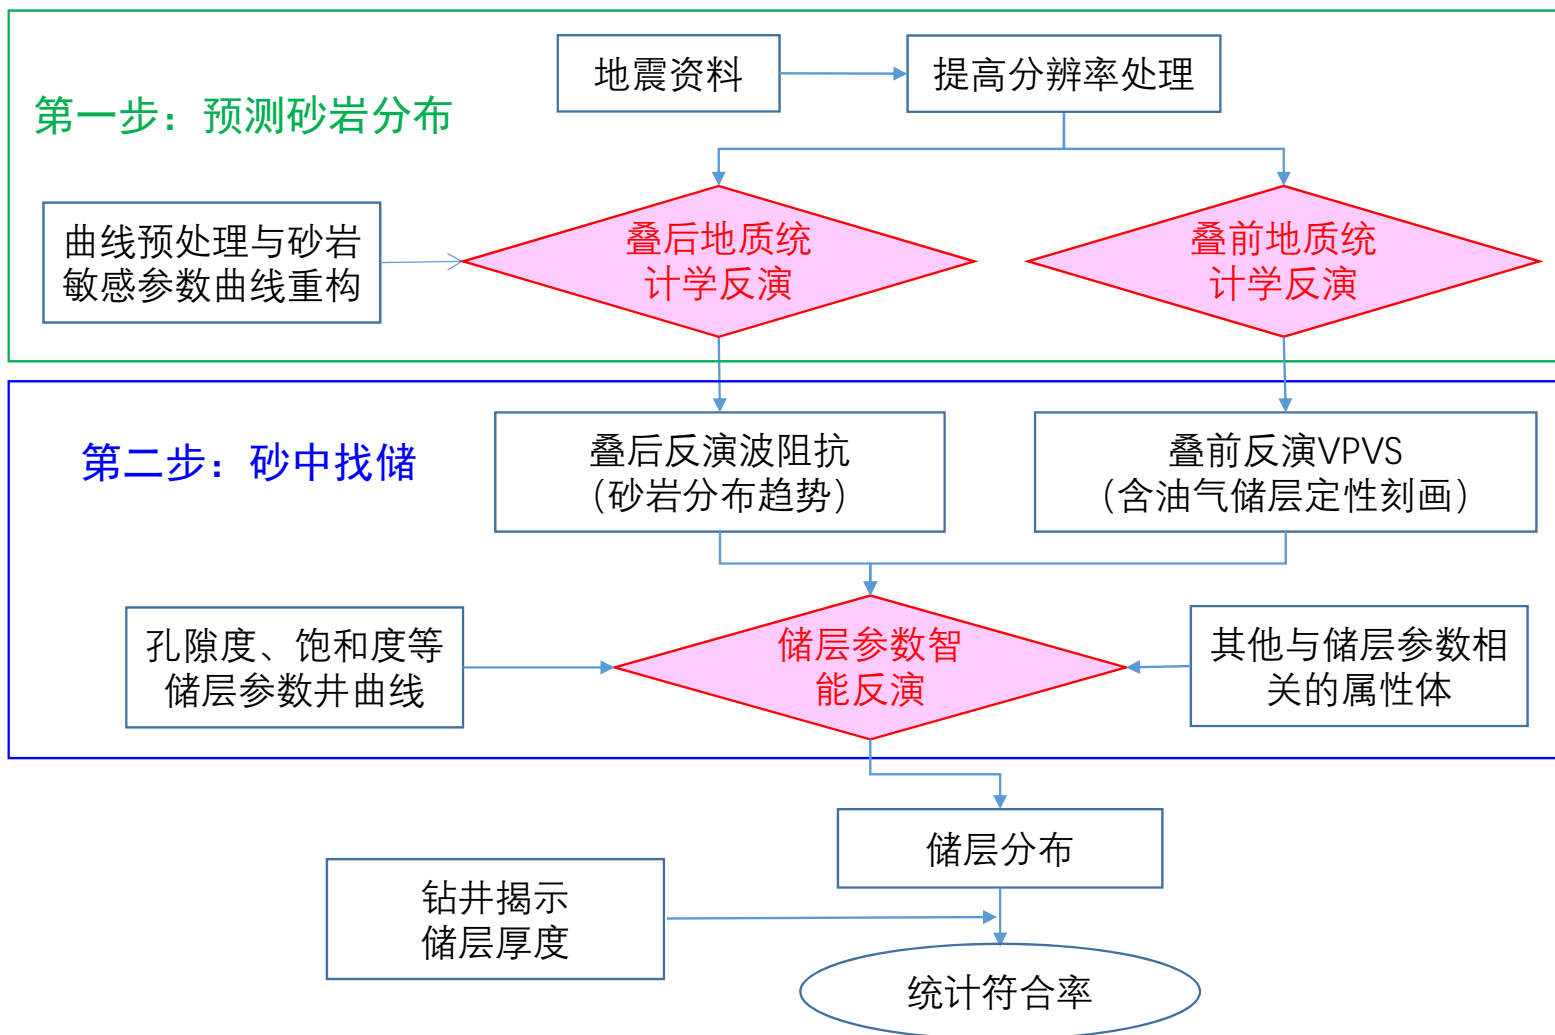 地震资料
提高分辨率处理
第一步：预测砂岩分布
曲线预处理与砂岩
敏感参数曲线重构
叠后地质统
计学反演
叠前地质统
计学反演
第二步：砂中找储
叠后反演波阻抗
（砂岩分布趋势）
叠前反演VPVS
（含油气储层定性刻画）
孔隙度、饱和度等
储层参数井曲线
储层参数智
能反演
其他与储层参数相
关的属性体
储层分布
钻井揭示
储层厚度
统计符合率